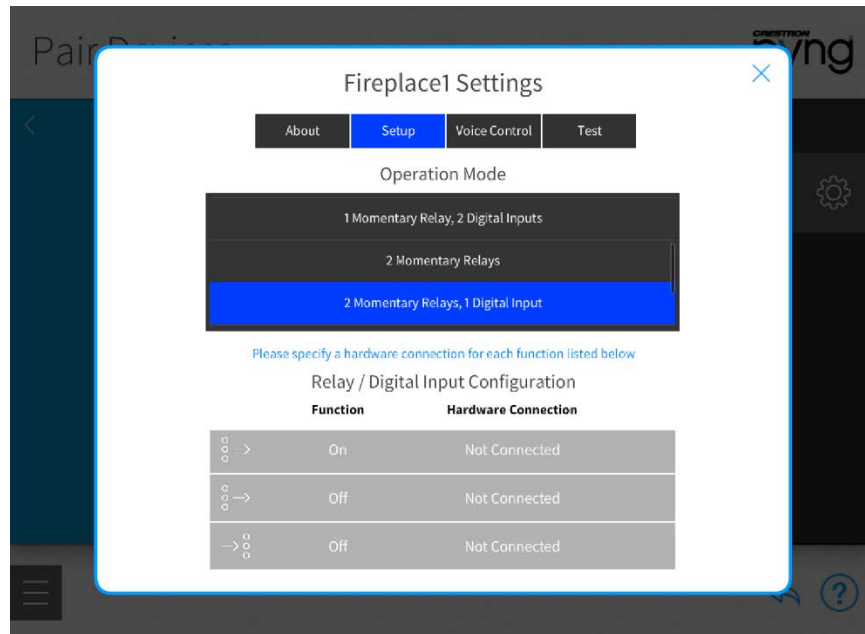 Pair Devices
CRESTRON
pyng
Fireplace1 Settings
About
Setup
Voice Control
Test
Operation Mode
1 Momentary Relay, 2 Digital Inputs
2 Momentary Relays
2 Momentary Relays, 1 Digital Input
Please specify a hardware connection for each function listed below
Relay / Digital Input Configuration
Function Hardware Connection
On Not Connected
Off Not Connected
Off Not Connected
?